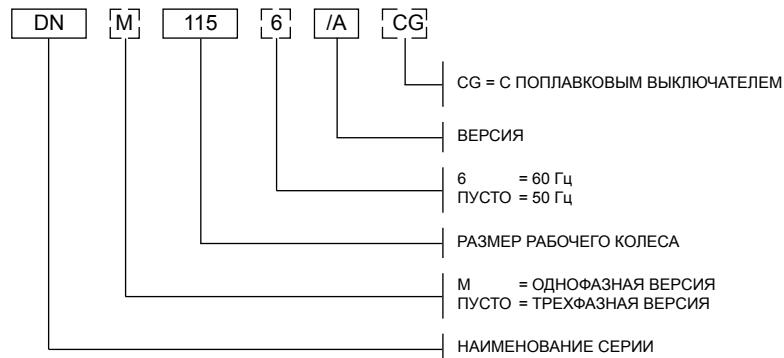 DN M 115 6 /A CG
CG = С ПОПЛАВКОВЫМ ВЫКЛЮЧАТЕЛЕМ
ВЕРСИЯ
6 = 60 Гц
ПУСТО = 50 Гц
РАЗМЕР РАБОЧЕГО КОЛЕСА
М = ОДНОФАЗНАЯ ВЕРСИЯ
ПУСТО = ТРЕХФАЗНАЯ ВЕРСИЯ
НАИМЕНОВАНИЕ СЕРИИ